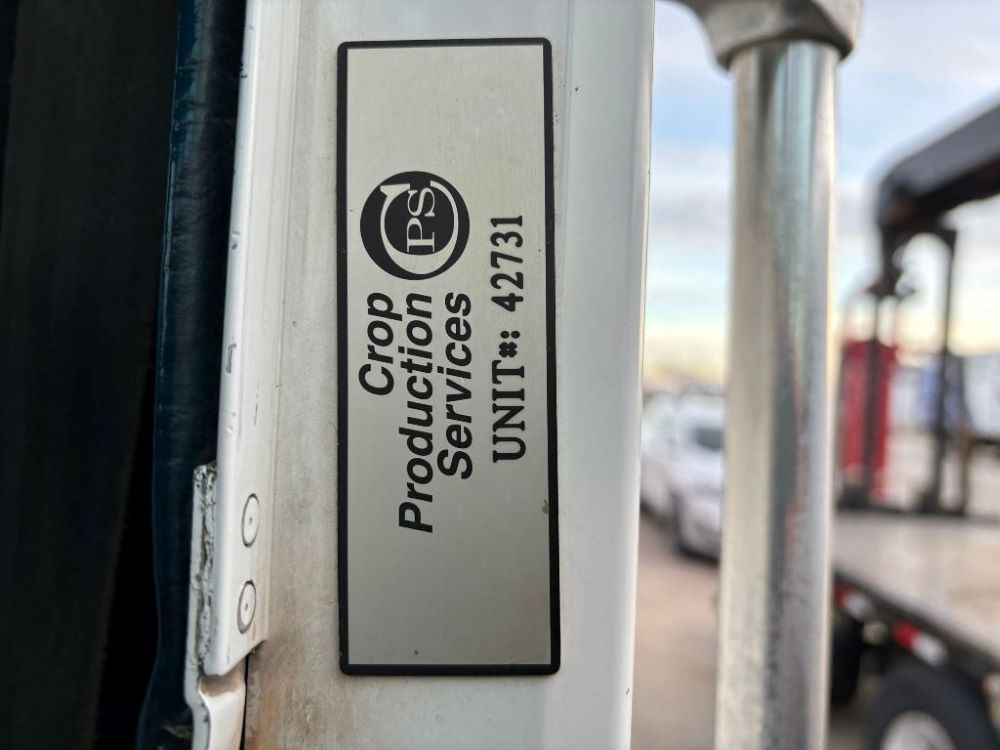 CPS
Crop
Production
Services
UNIT#: 42731